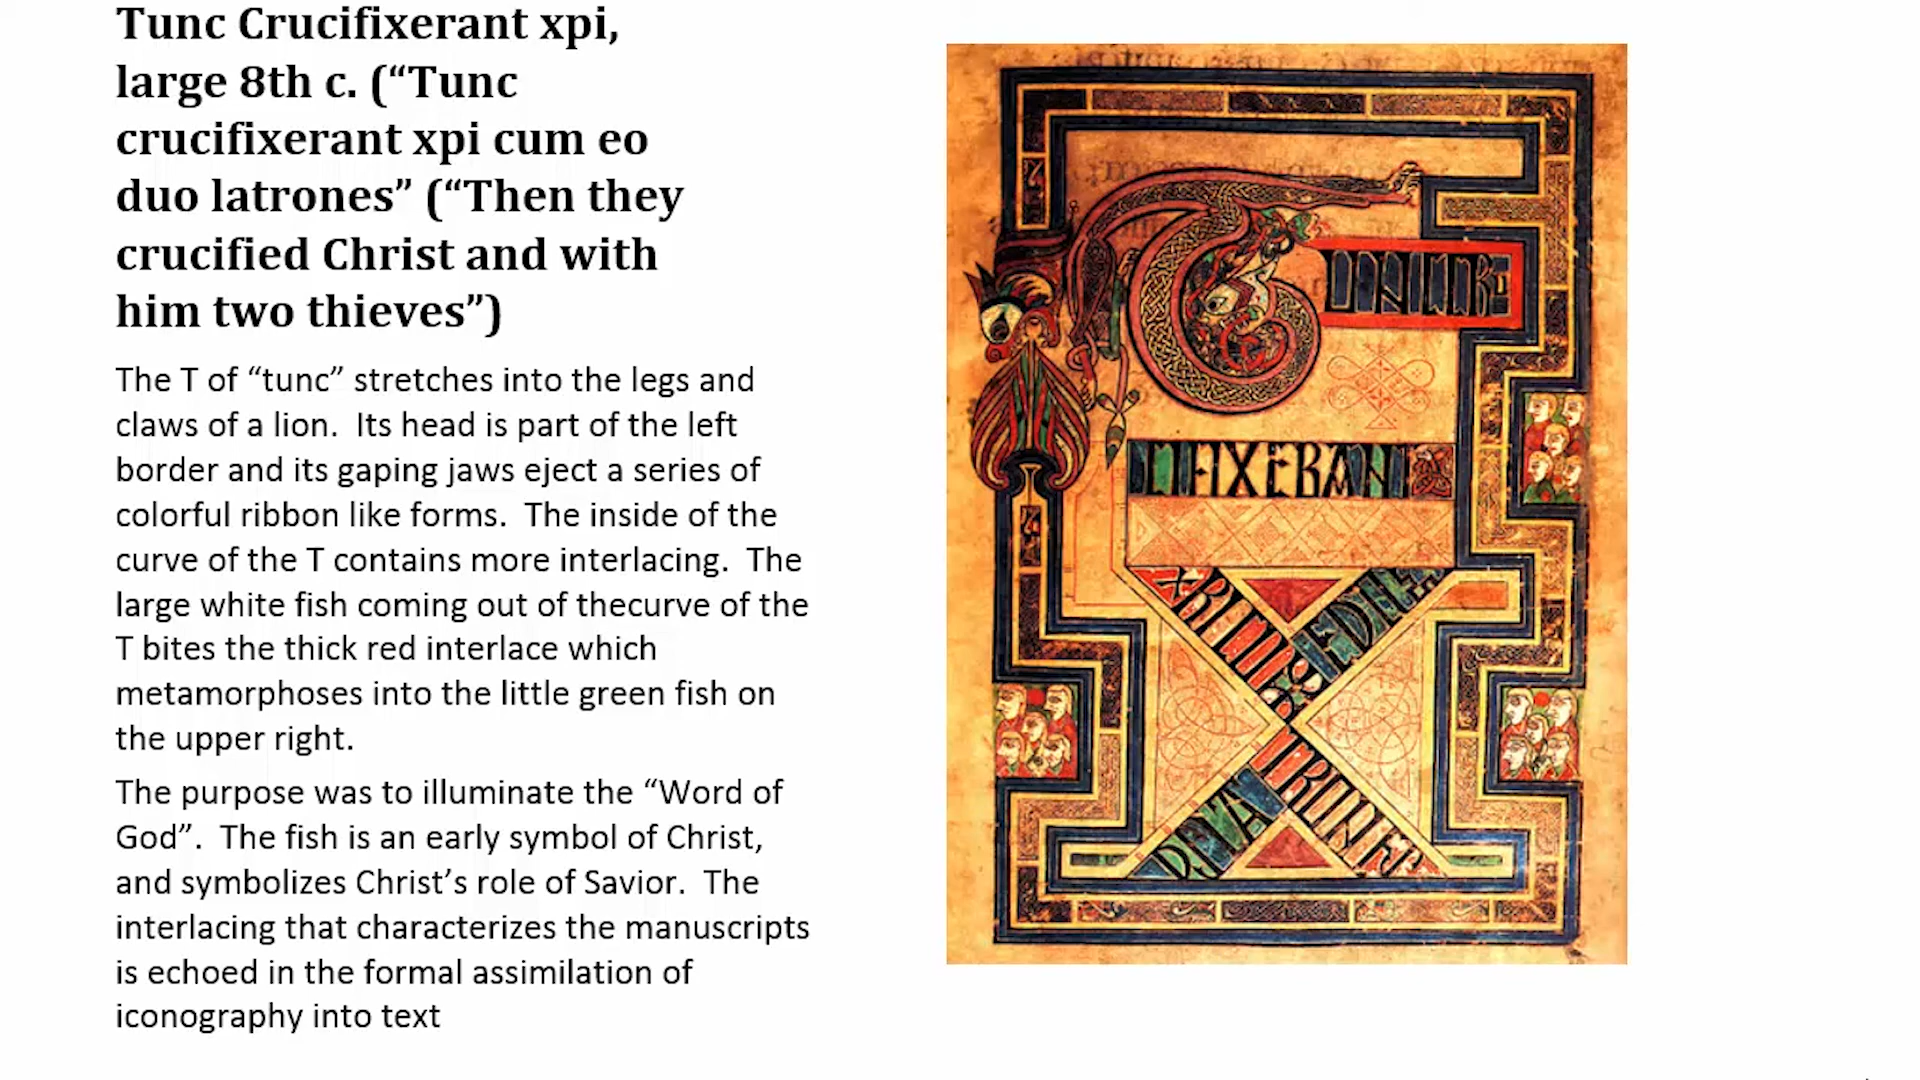 Tunc Crucifixerant xpi,
large 8th c. (“Tunc
crucifixerant xpi cum eo
duo latrones” (“Then they
crucified Christ and with
him two thieves”)
The T of “tunc” stretches into the legs and
claws of a lion. Its head is part of the left
border and its gaping jaws eject a series of
colorful ribbon like forms. The inside of the
curve of the T contains more interlacing. The
large white fish coming out of thecurve of the
T bites the thick red interlace which
metamorphoses into the little green fish on
the upper right.
The purpose was to illuminate the “Word of
God”. The fish is an early symbol of Christ,
and symbolizes Christ’s role of Savior. The
interlacing that characterizes the manuscripts
is echoed in the formal assimilation of
iconography into text